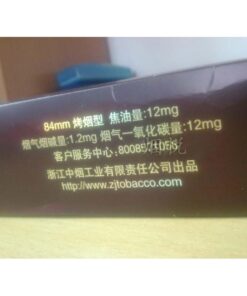 84mm 烤烟型 焦油量:12mg
烟气烟碱量:1.2mg 烟气一氧化碳量:12mg
客户服务中心:8008571058
浙江中烟工业有限责任公司出品
http://www.zjtobacco.com